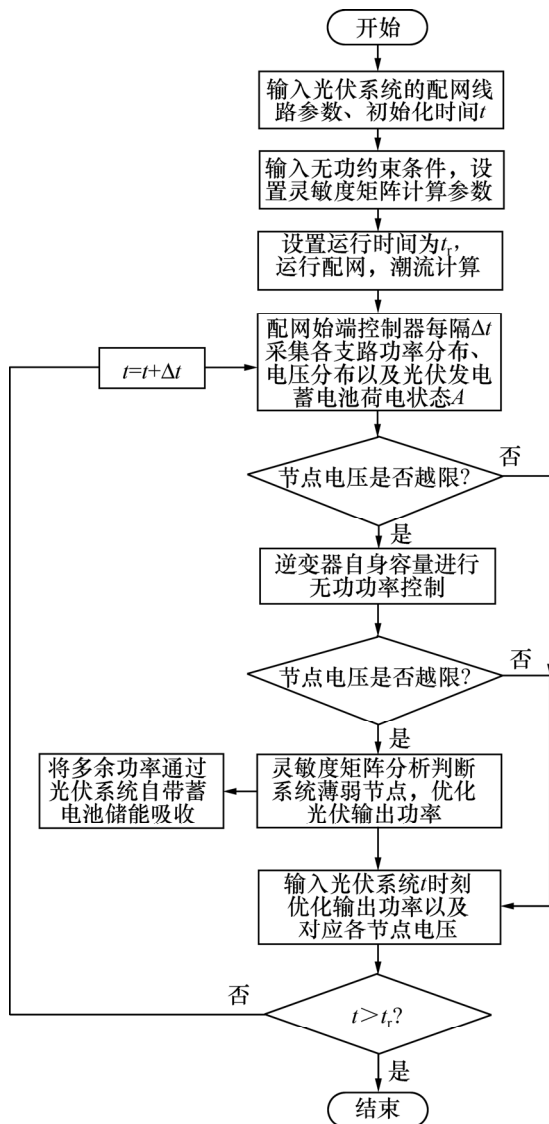 开始
输入光伏系统的配网线
路参数、初始化时间t
输入无功约束条件，设
置灵敏度矩阵计算参数
设置运行时间为tr，
运行配网，潮流计算
配网始端控制器每隔Δt
采集各支路功率分布、
电压分布以及光伏发电
蓄电池荷电状态A
t=t+Δt
节点电压是否越限?
否
是
逆变器自身容量进行
无功功率控制
节点电压是否越限?
否
是
将多余功率通过
光伏系统自带蓄
电池储能吸收
灵敏度矩阵分析判断
系统薄弱节点，优化
光伏输出功率
输入光伏系统t时刻
优化输出功率以及
对应各节点电压
否
t＞tr?
是
结束